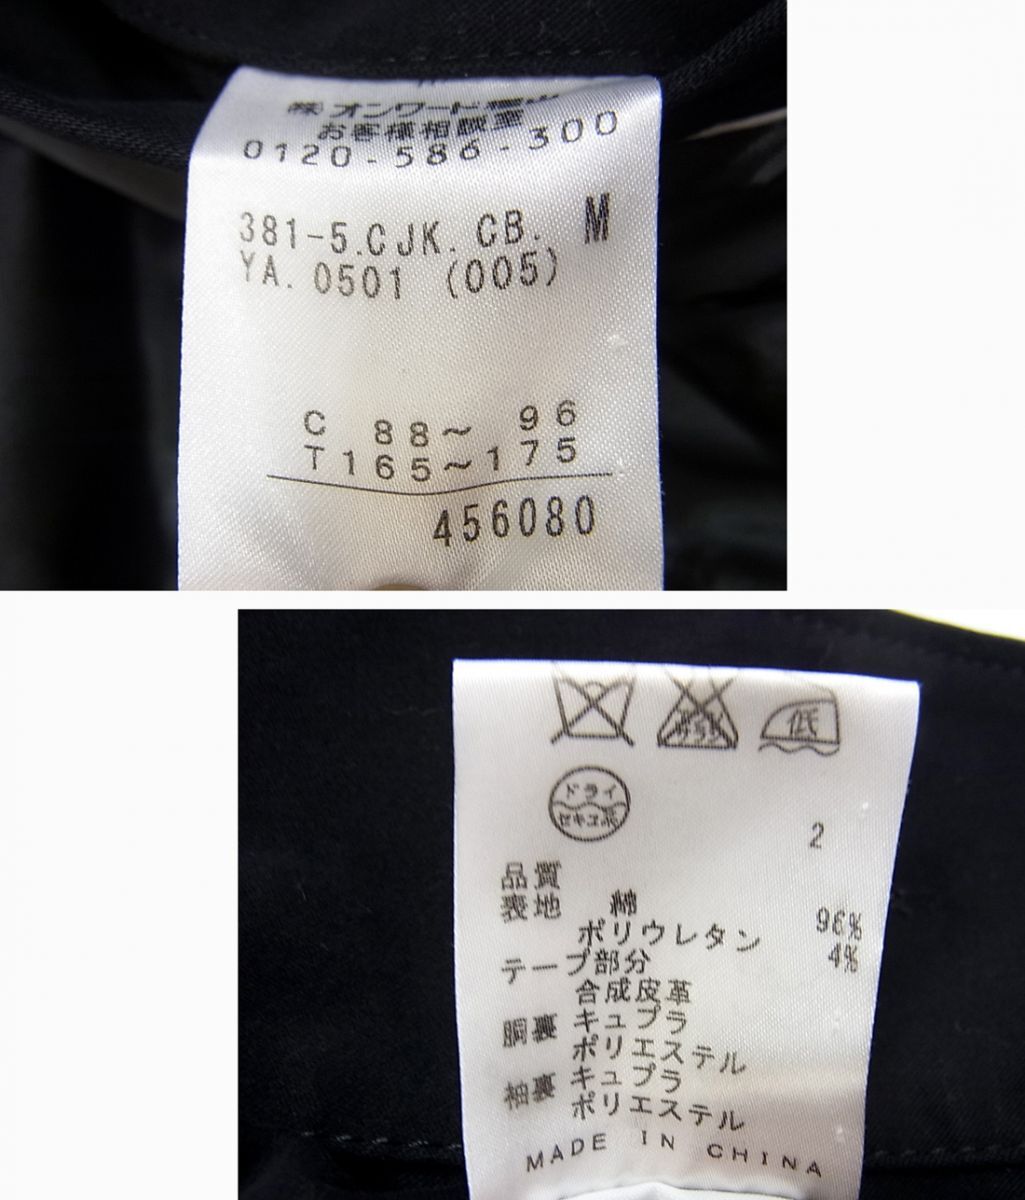 ㈱オンワード樫山
お客様相談室
0120-586-300
381-5.CJK.CB. M
YA.0501 (005)
C 88～ 96
T165～175
456080
低
ドライ
セキユ系
2
品質
表地 綿 96%
ポリウレタン 4%
テープ部分
合成皮革
胴裏 キュプラ
ポリエステル
袖裏 キュプラ
ポリエステル
MADE IN CHINA